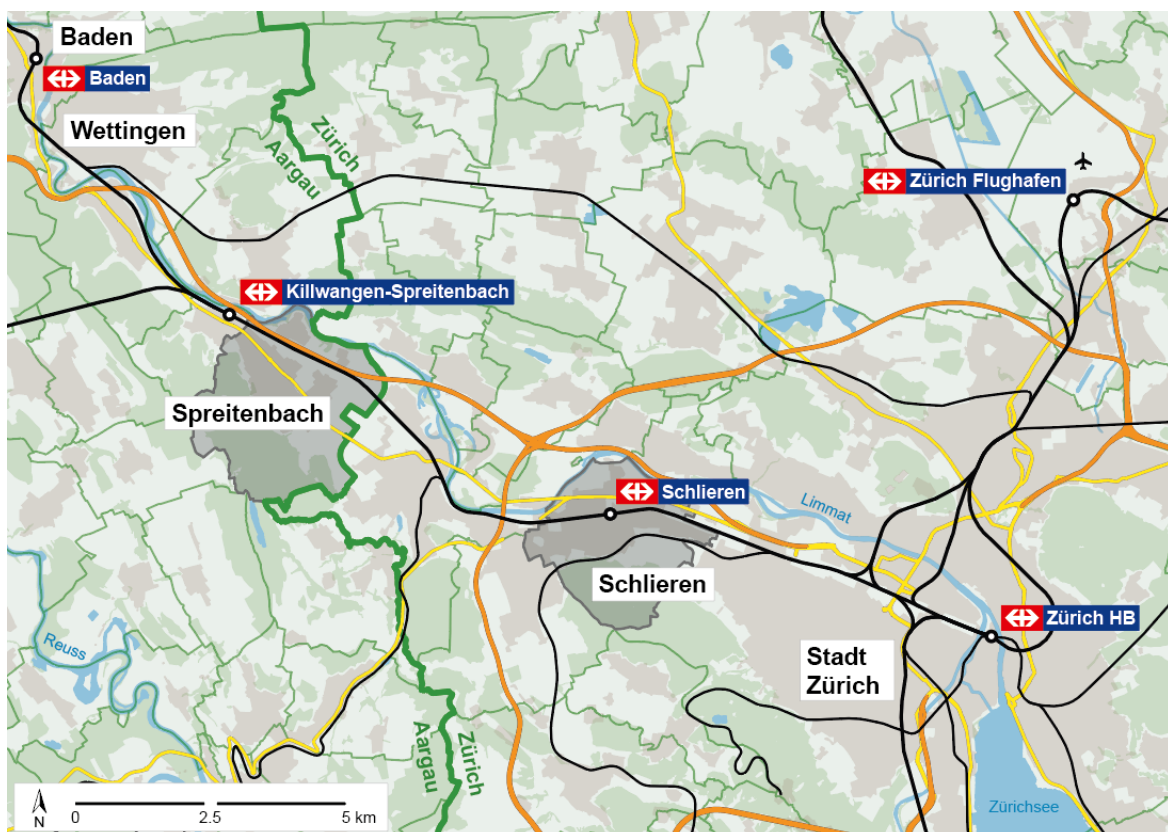 Baden
Baden
Wettingen
Zürich
Aargau
Zürich Flughafen
Killwangen-Spreitenbach
Spreitenbach
Schlieren
Limmat
Schlieren
Zürich HB
Reuss
Stadt
Zürich
Aargau
Zürich
Zürichsee
N
0 2.5 5 km